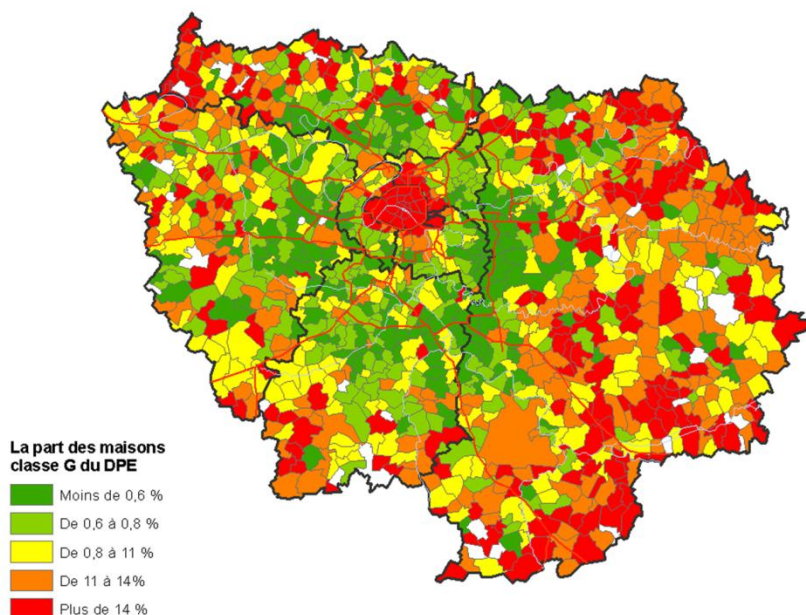 La part des maisons
classe G du DPE
Moins de 0,6 %
De 0,6 à 0,8 %
De 0,8 à 11 %
De 11 à 14%
Plus de 14 %